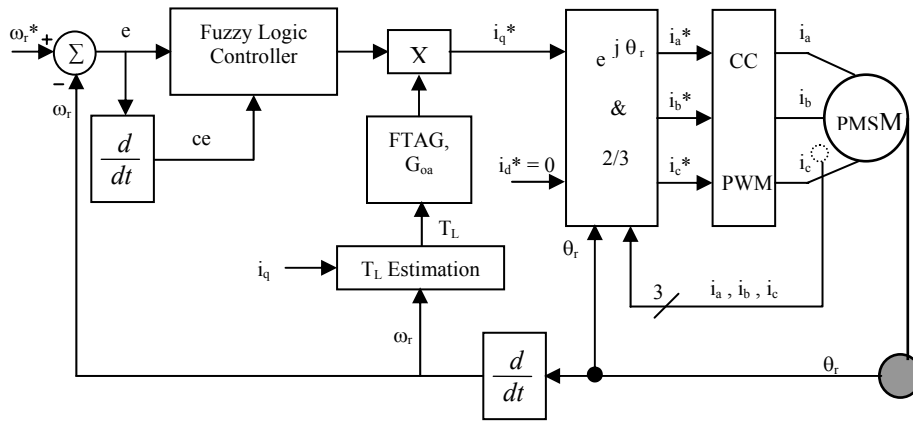 ωr*
+
Σ
−
ωr
e
Fuzzy Logic
Controller
d
dt
ce
X
FTAG,
Goa
TL
TL Estimation
iq
ωr
iq*
id* = 0
e j θr
&
2/3
θr
ia*
ib*
ic*
CC
PWM
ia
ib
ic
PMSM
3
ia , ib , ic
d
dt
θr